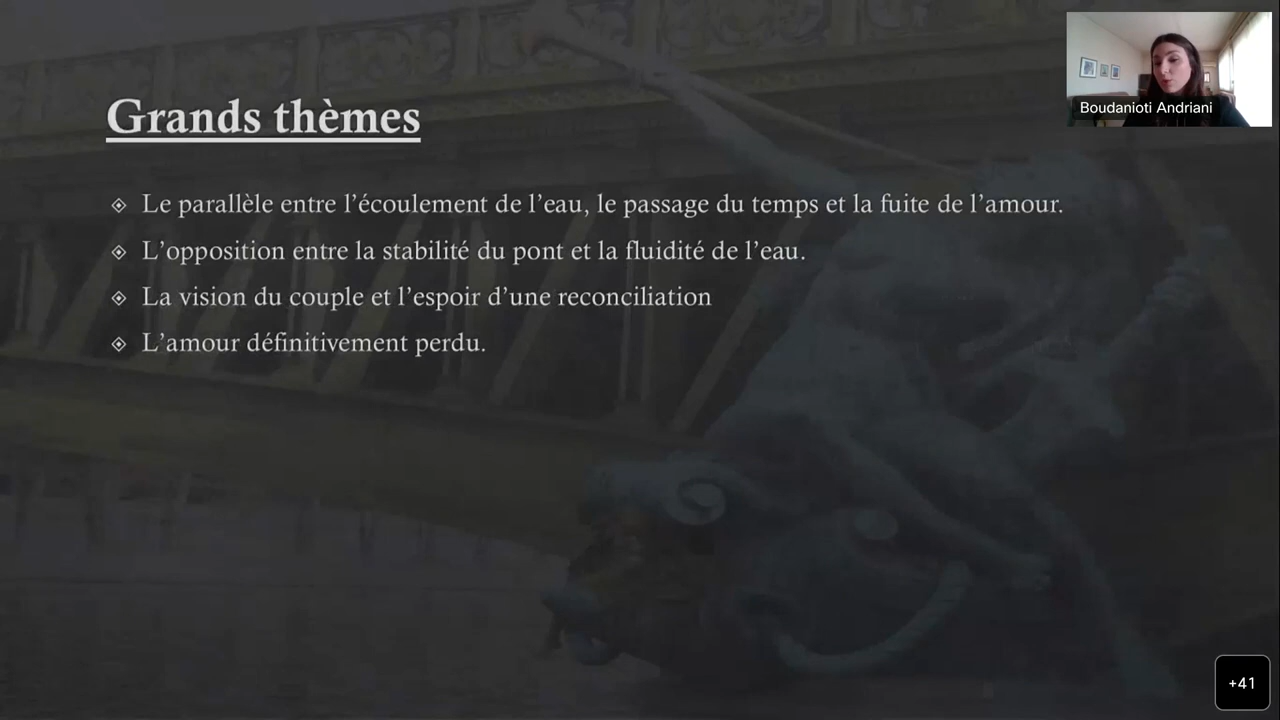 Grands thèmes
Le parallèle entre l’écoulement de l’eau, le passage du temps et la fuite de l’amour.
L’opposition entre la stabilité du pont et la fluidité de l’eau.
La vision du couple et l’espoir d’une reconciliation
L’amour définitivement perdu.
Boudanioti Andriani
+41